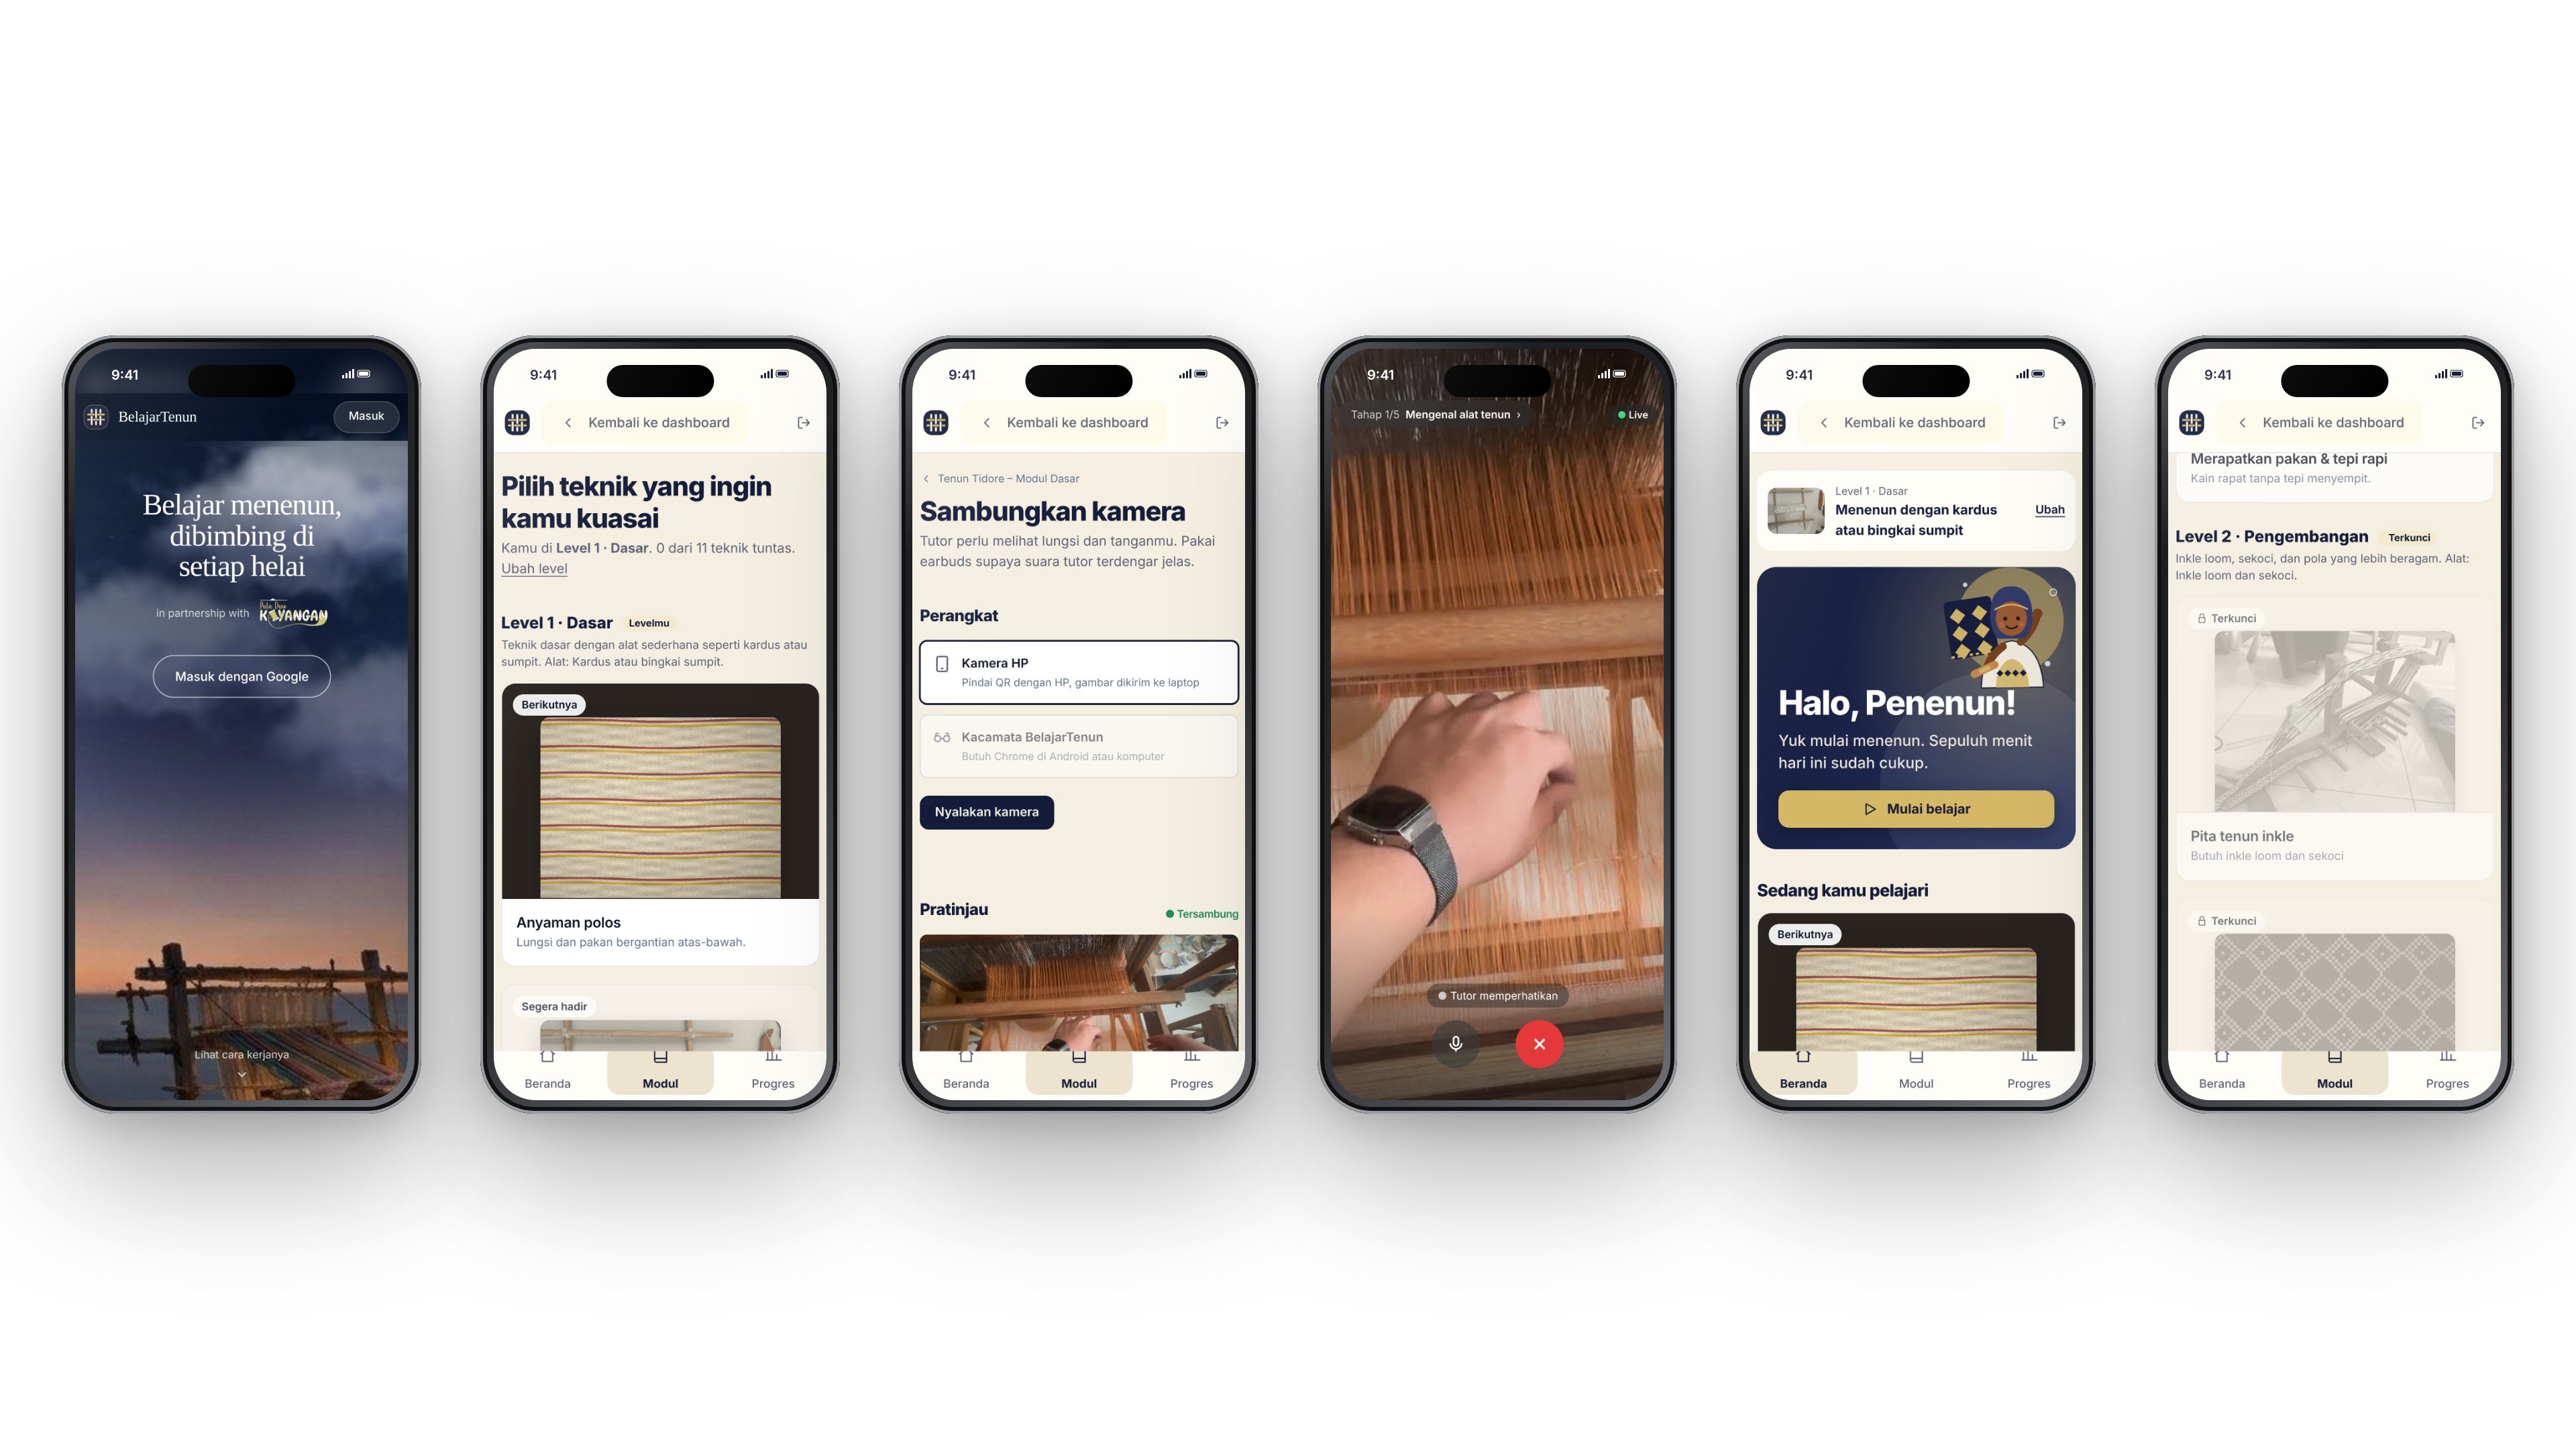 9:41
BelajarTenun
Masuk
Belajar menenun,
dibimbing di
setiap helai
in partnership with
KAYANGAN
Masuk dengan Google
Lihat cara kerjanya
9:41
Kembali ke dashboard
Pilih teknik yang ingin
kamu kuasai
Kamu di Level 1 · Dasar. 0 dari 11 teknik tuntas.
Ubah level
Level 1 · Dasar
Levelmu
Teknik dasar dengan alat sederhana seperti kardus atau
sumpit. Alat: Kardus atau bingkai sumpit.
Berikutnya
Anyaman polos
Lungsi dan pakan bergantian atas-bawah.
Segera hadir
Beranda
Modul
Progres
9:41
Kembali ke dashboard
Tenun Tidore – Modul Dasar
Sambungkan kamera
Tutor perlu melihat lungsi dan tanganmu. Pakai
earbuds supaya suara tutor terdengar jelas.
Perangkat
Kamera HP
Pindai QR dengan HP, gambar dikirim ke laptop
Kacamata BelajarTenun
Butuh Chrome di Android atau komputer
Nyalakan kamera
Pratinjau
Tersambung
Beranda
Modul
Progres
9:41
Tahap 1/5 Mengenal alat tenun ›
Live
Tutor memperhatikan
9:41
Kembali ke dashboard
Level 1 · Dasar
Menenun dengan kardus
atau bingkai sumpit
Ubah
Halo, Penenun!
Yuk mulai menenun. Sepuluh menit
hari ini sudah cukup.
Mulai belajar
Sedang kamu pelajari
Berikutnya
Beranda
Modul
Progres
9:41
Kembali ke dashboard
Merapatkan pakan & tepi rapi
Kain rapat tanpa tepi menyempit.
Level 2 · Pengembangan
Terkunci
Inkle loom, sekoci, dan pola yang lebih beragam. Alat:
Inkle loom dan sekoci.
Terkunci
Pita tenun inkle
Butuh inkle loom dan sekoci
Terkunci
Beranda
Modul
Progres